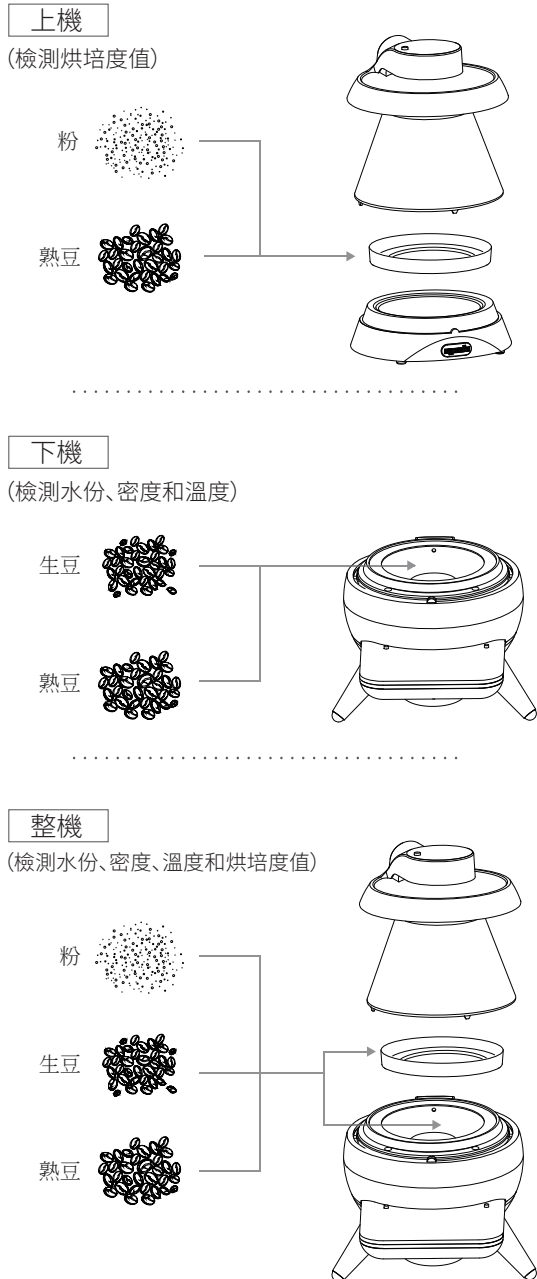 上機
(檢測烘培度值)
粉
熟豆
下機
(檢測水份、密度和溫度)
生豆
熟豆
整機
(檢測水份、密度、溫度和烘培度值)
粉
生豆
熟豆